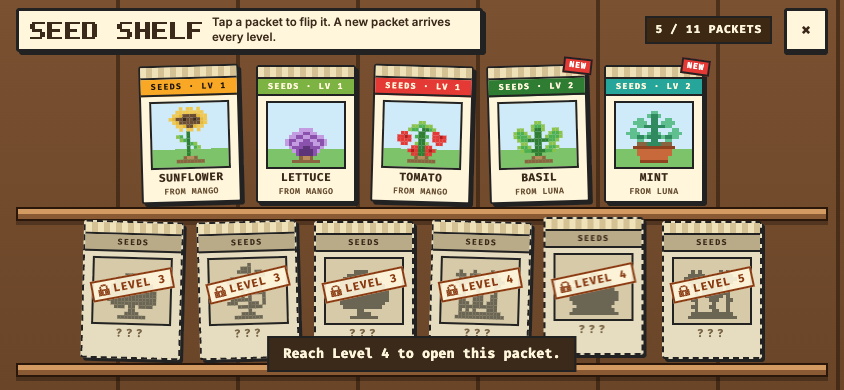 SEED SHELF
Tap a packet to flip it. A new packet arrives
every level.
5 / 11 PACKETS
×
SEEDS · LV 1
SUNFLOWER
FROM MANGO
SEEDS · LV 1
LETTUCE
FROM MANGO
SEEDS · LV 1
TOMATO
FROM MANGO
NEW
SEEDS · LV 2
BASIL
FROM LUNA
NEW
SEEDS · LV 2
MINT
FROM LUNA
SEEDS
LEVEL 3
???
SEEDS
LEVEL 3
???
SEEDS
LEVEL 3
???
SEEDS
LEVEL 4
???
SEEDS
LEVEL 4
???
SEEDS
LEVEL 5
???
Reach Level 4 to open this packet.